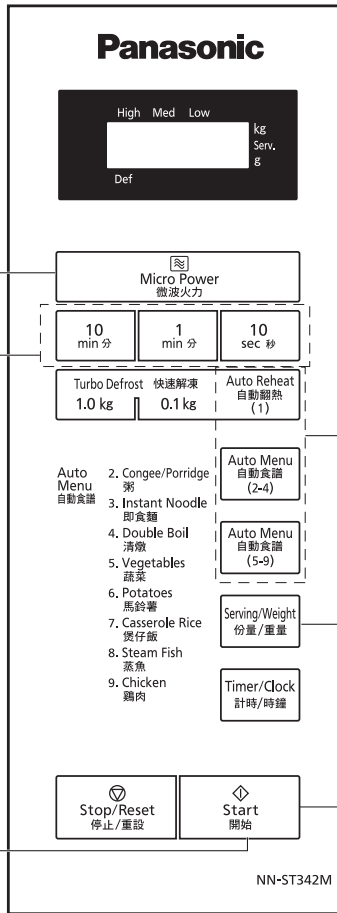 Panasonic
High Med Low
kg
Serv.
g
Def
Micro Power
微波火力
10
min 分
1
min 分
10
sec 秒
Turbo Defrost 快速解凍
1.0 kg 0.1 kg
Auto Reheat
自動翻熱
(1)
Auto
Menu
自動食譜
2. Congee/Porridge
粥
3. Instant Noodle
即食麵
4. Double Boil
清燉
5. Vegetables
蔬菜
6. Potatoes
馬鈴薯
7. Casserole Rice
煲仔飯
8. Steam Fish
蒸魚
9. Chicken
鷄肉
Auto Menu
自動食譜
(2-4)
Auto Menu
自動食譜
(5-9)
Serving/Weight
份量/重量
Timer/Clock
計時/時鐘
Stop/Reset
停止/重設
Start
開始
NN-ST342M